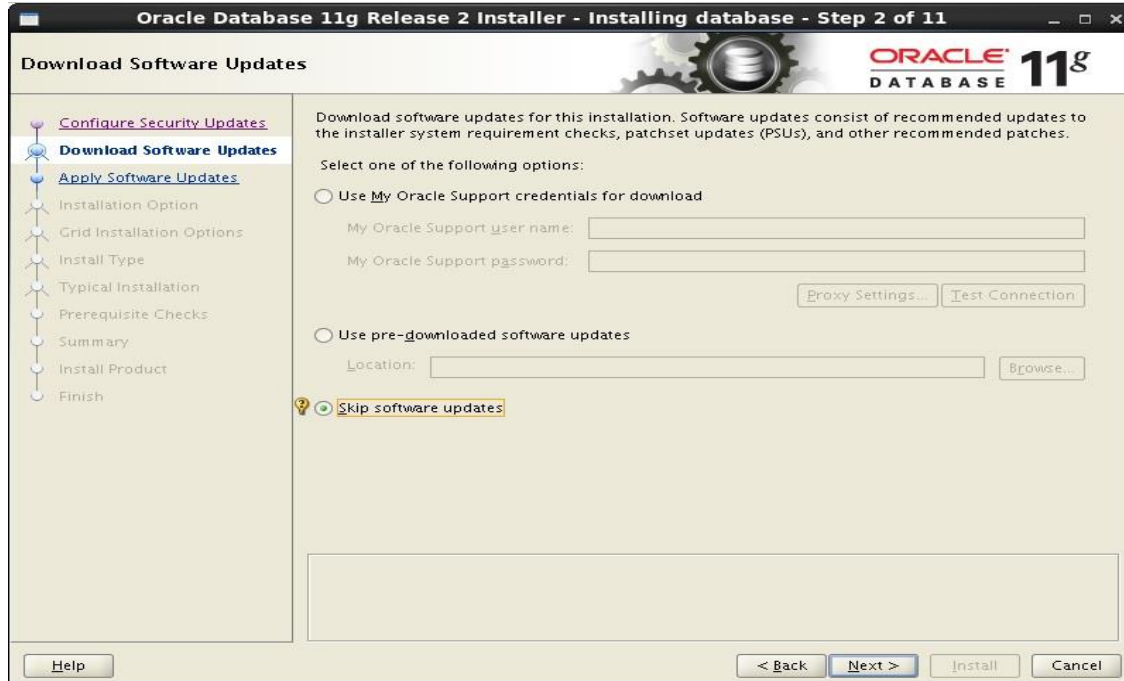 Oracle Database 11g Release 2 Installer - Installing database - Step 2 of 11
Download Software Updates
ORACLE
DATABASE
11g
Configure Security Updates
Download Software Updates
Apply Software Updates
Installation Option
Grid Installation Options
Install Type
Typical Installation
Prerequisite Checks
Summary
Install Product
Finish
Download software updates for this installation. Software updates consist of recommended updates to
the installer system requirement checks, patchset updates (PSUs), and other recommended patches.
Select one of the following options:
Use My Oracle Support credentials for download
My Oracle Support user name:
My Oracle Support password:
Proxy Settings... Test Connection
Use pre-downloaded software updates
Location: Browse...
Skip software updates
Help < Back Next > Install Cancel